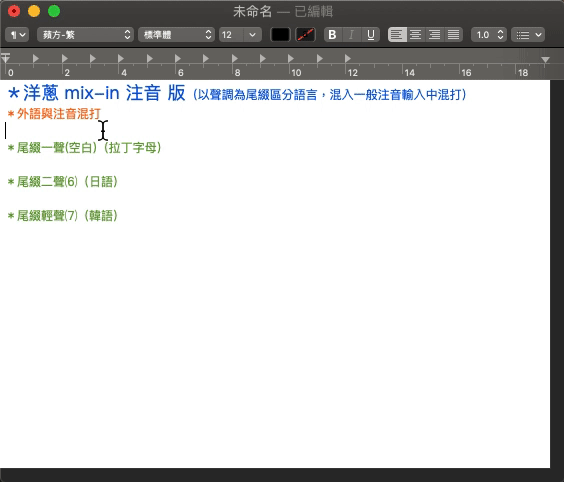 未命名 — 已編輯
¶ 蘋方-繁 標準體 12 B I U 1.0
0 2 4 6 8 10 12 14 16 18
*洋蔥 mix-in 注音 版 (以聲調為尾綴區分語言，混入一般注音輸入中混打)
*外語與注音混打
*尾綴一聲(空白)（拉丁字母)
*尾綴二聲(6)（日語)
*尾綴輕聲(7)（韓語)